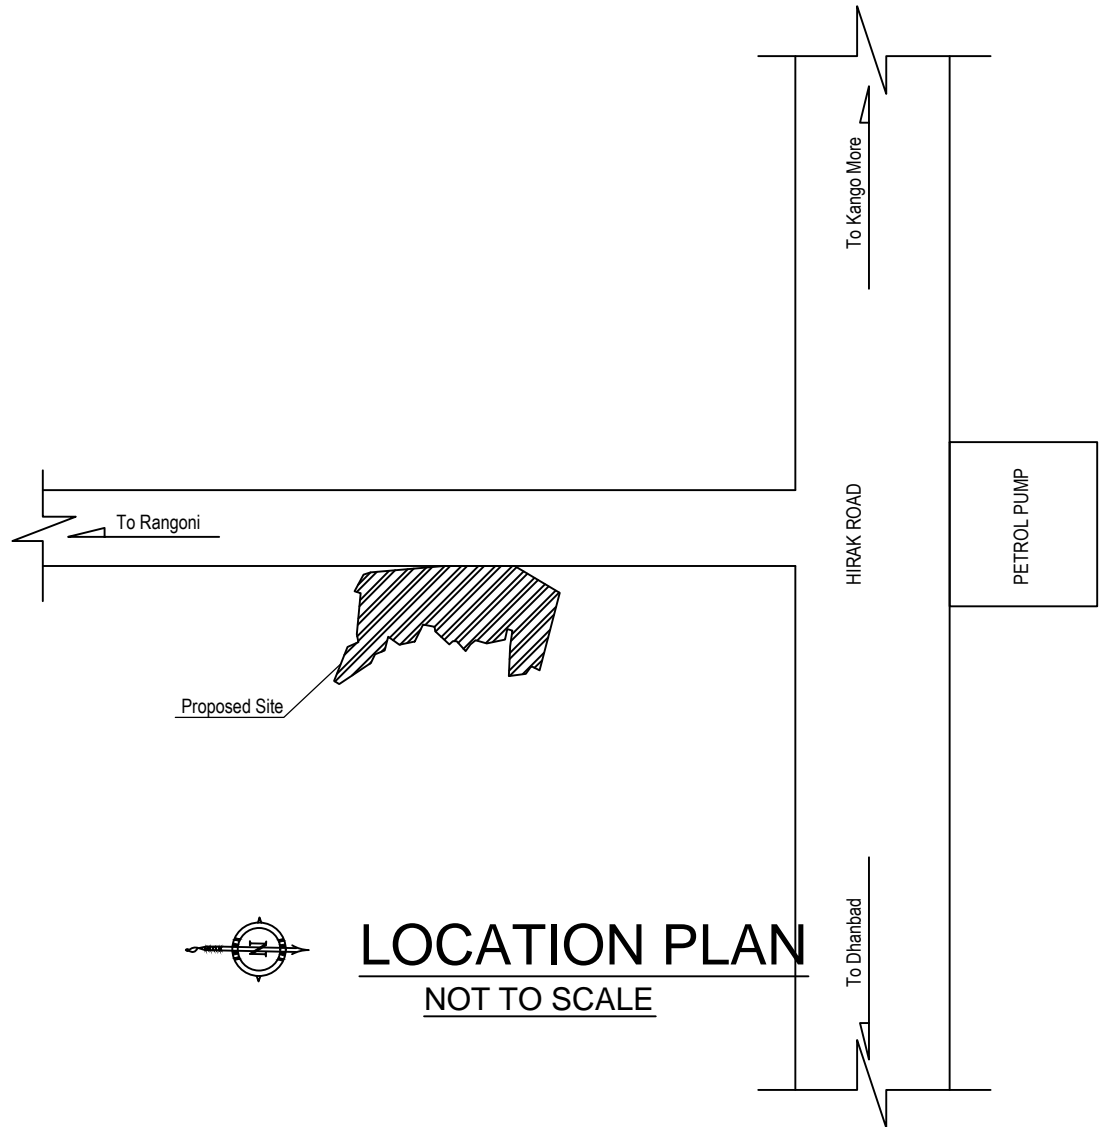 To Kango More
To Rangoni
HIRAK ROAD
PETROL PUMP
Proposed Site
To Dhanbad
N
LOCATION PLAN
NOT TO SCALE